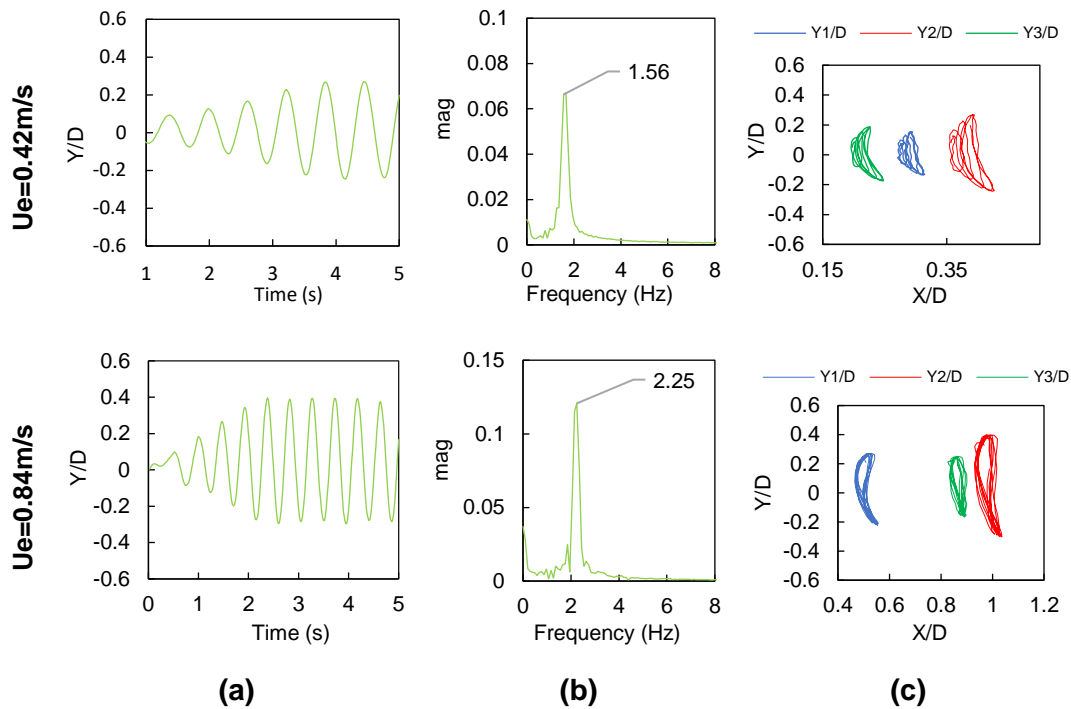 Ue=0.42m/s
0.6
0.4
0.2
0
-0.2
-0.4
-0.6
Y/D
1 2 3 4 5
Time (s)
0.1
0.08
0.06
0.04
0.02
0
mag
1.56
0 2 4 6 8
Frequency (Hz)
Y1/D Y2/D Y3/D
0.6
0.4
0.2
0
-0.2
-0.4
-0.6
Y/D
0.15 0.35
X/D
Ue=0.84m/s
0.6
0.4
0.2
0
-0.2
-0.4
-0.6
Y/D
0 1 2 3 4 5
Time (s)
0.15
0.1
0.05
0
mag
2.25
0 2 4 6 8
Frequency (Hz)
Y1/D Y2/D Y3/D
0.6
0.4
0.2
0
-0.2
-0.4
-0.6
Y/D
0.4 0.6 0.8 1 1.2
X/D
(a) (b) (c)